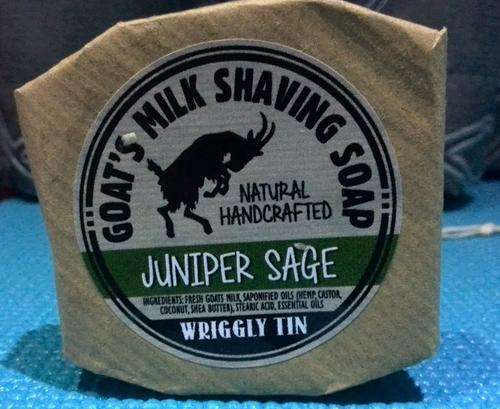 GOAT'S MILK SHAVING SOAP
NATURAL
HANDCRAFTED
JUNIPER SAGE
INGREDIENTS: FRESH GOATS MILK, SAPONIFIED OILS (HEMP, CASTOR,
COCONUT, SHEA BUTTER), STEARIC ACID, ESSENTIAL OILS
WRIGGLY TIN